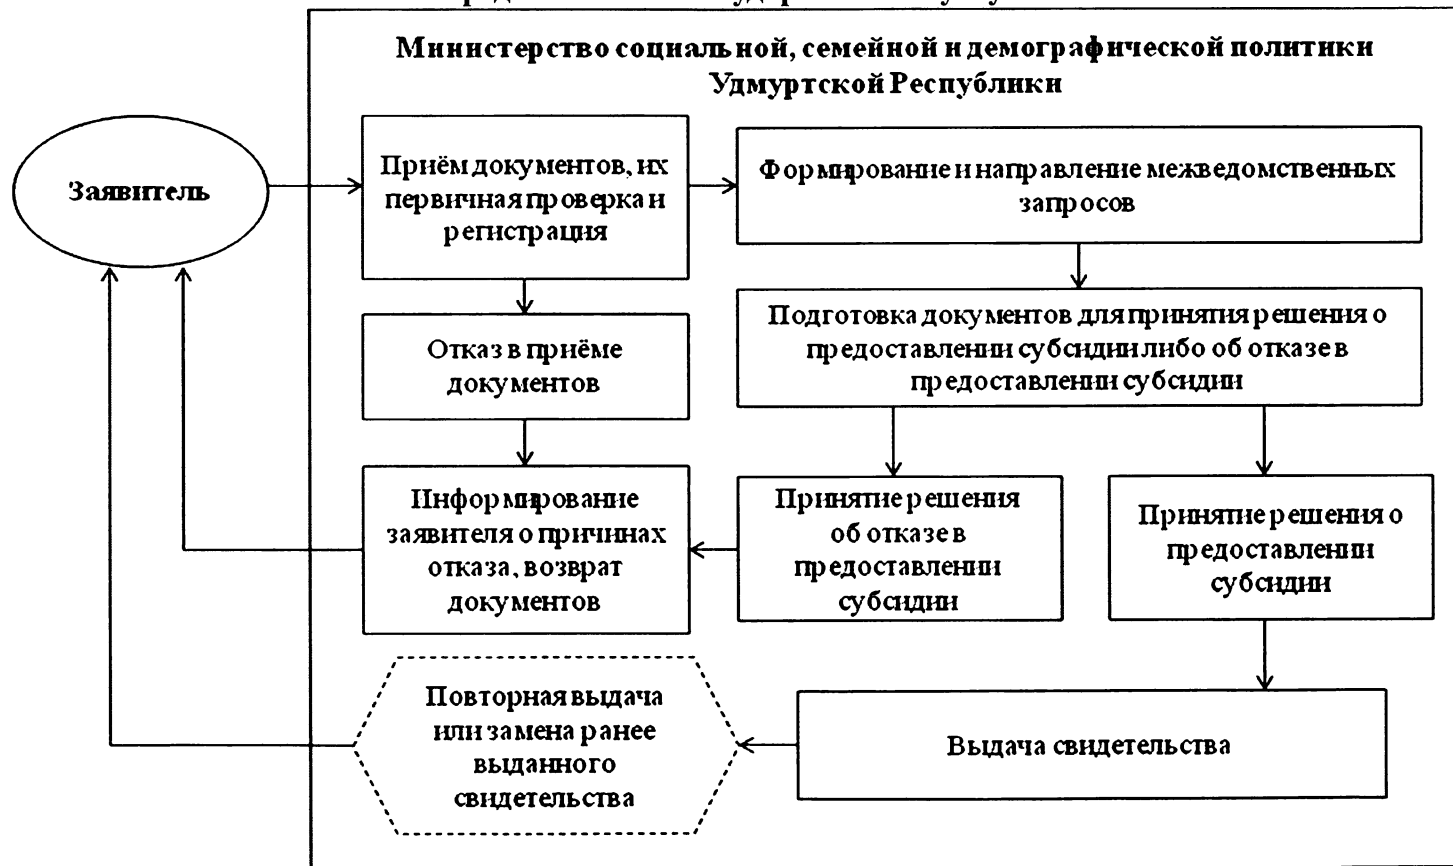 Министерство социальной, семейной и демографической политики
Удмуртской Республики
Заявитель
Приём документов, их
первичная проверка и
регистрация
Формирование и направление межведомственных
запросов
Отказ в приёме
документов
Подготовка документов для принятия решения о
предоставлении субсидии либо об отказе в
предоставлении субсидии
Информирование
заявителя о причинах
отказа, возврат
документов
Принятие решения
об отказе в
предоставлении
субсидии
Принятие решения о
предоставлении
субсидии
Повторная выдача
или замена ранее
выданного
свидетельства
Выдача свидетельства